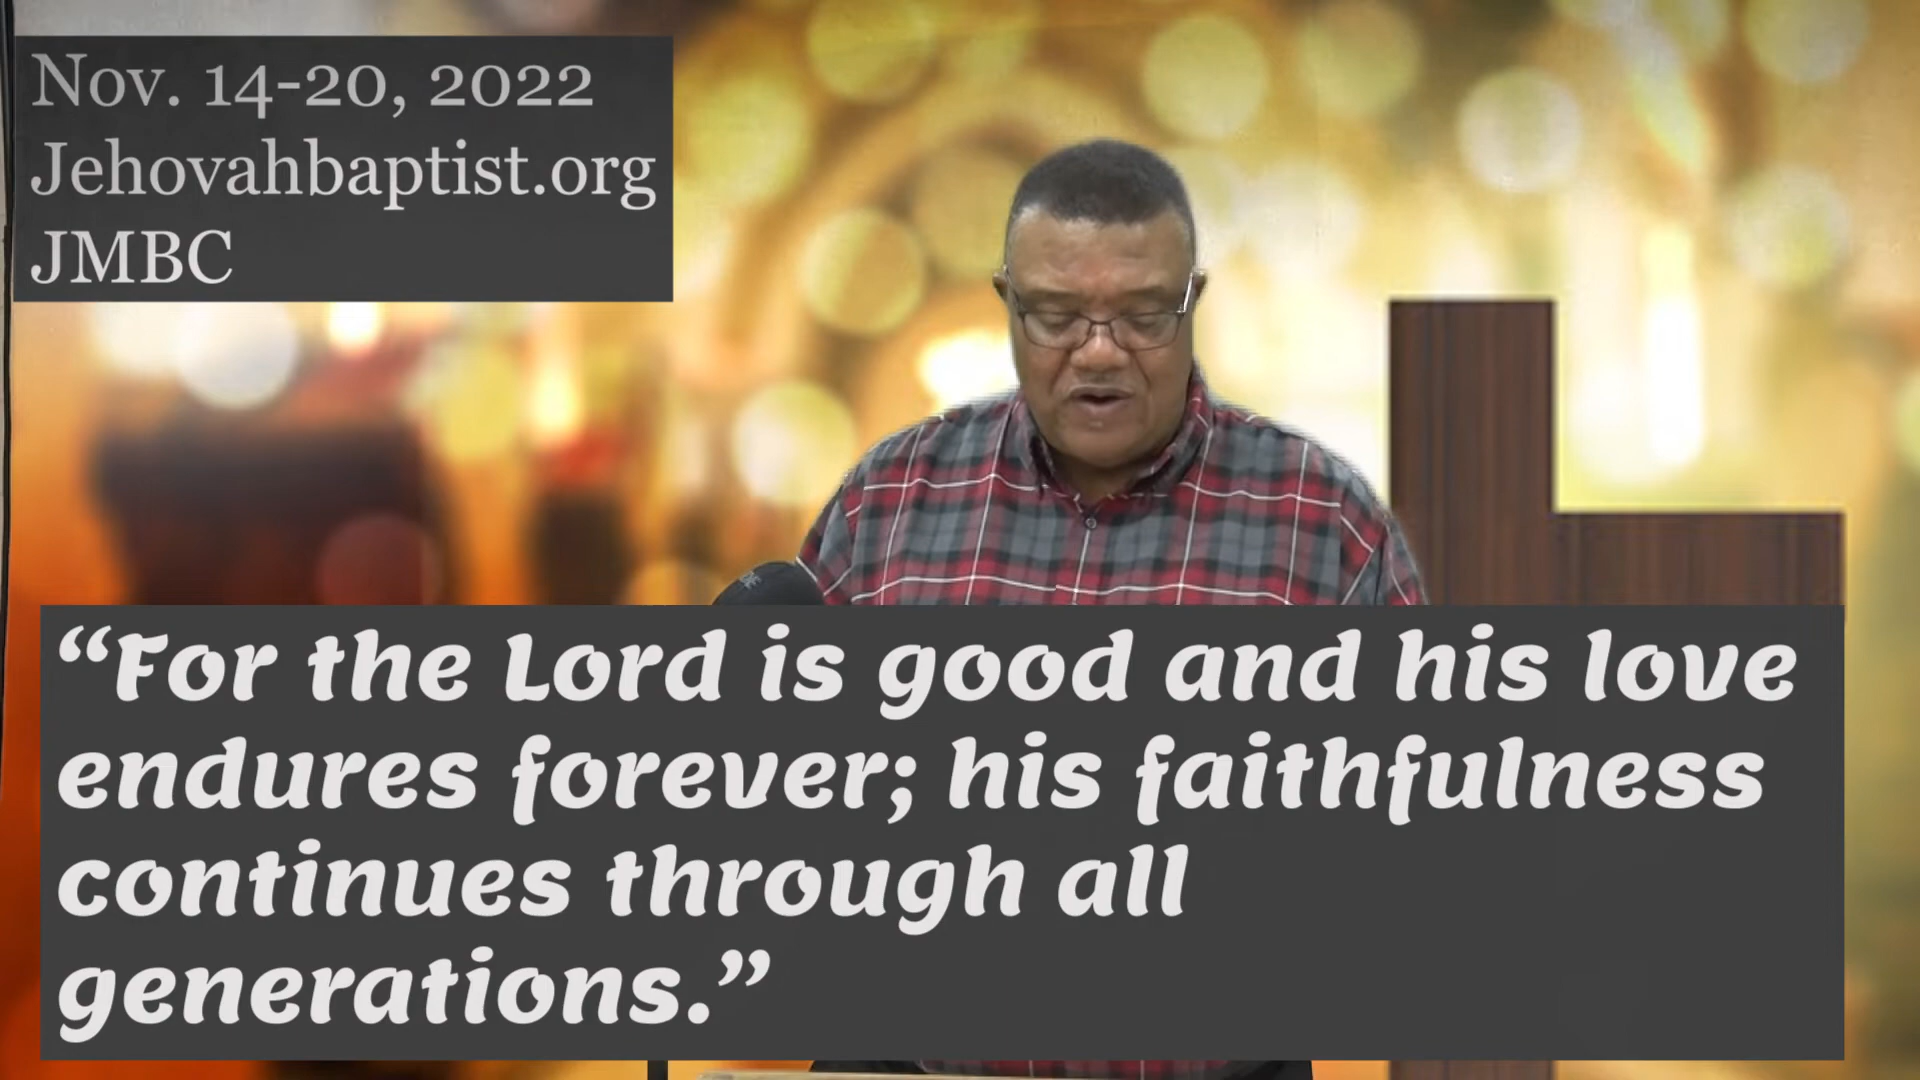 Nov. 14-20, 2022
Jehovahbaptist.org
JMBC
“For the Lord is good and his love
endures forever; his faithfulness
continues through all
generations.”